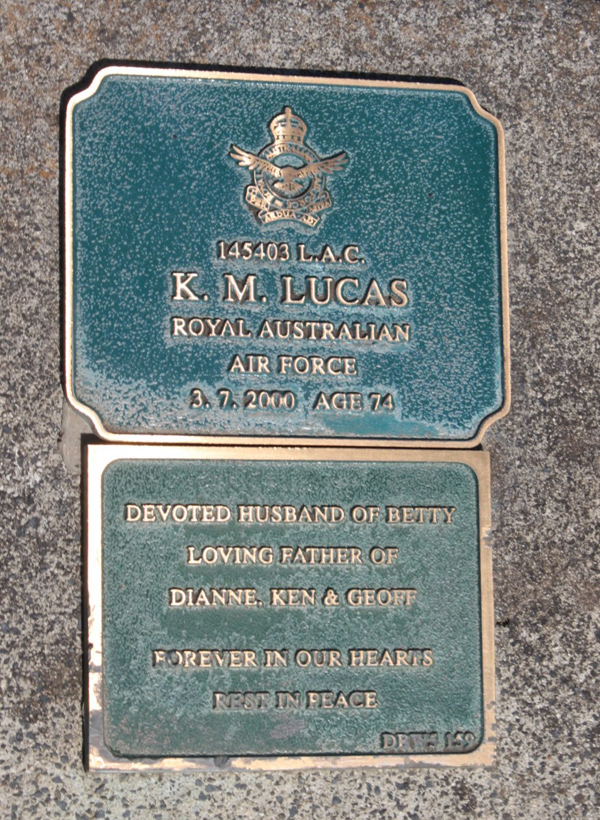 145403 L.A.C.
K. M. LUCAS
ROYAL AUSTRALIAN
AIR FORCE
3. 7. 2000 AGE 74
DEVOTED HUSBAND OF BETTY
LOVING FATHER OF
DIANNE, KEN & GEOFF
FOREVER IN OUR HEARTS
REST IN PEACE
159